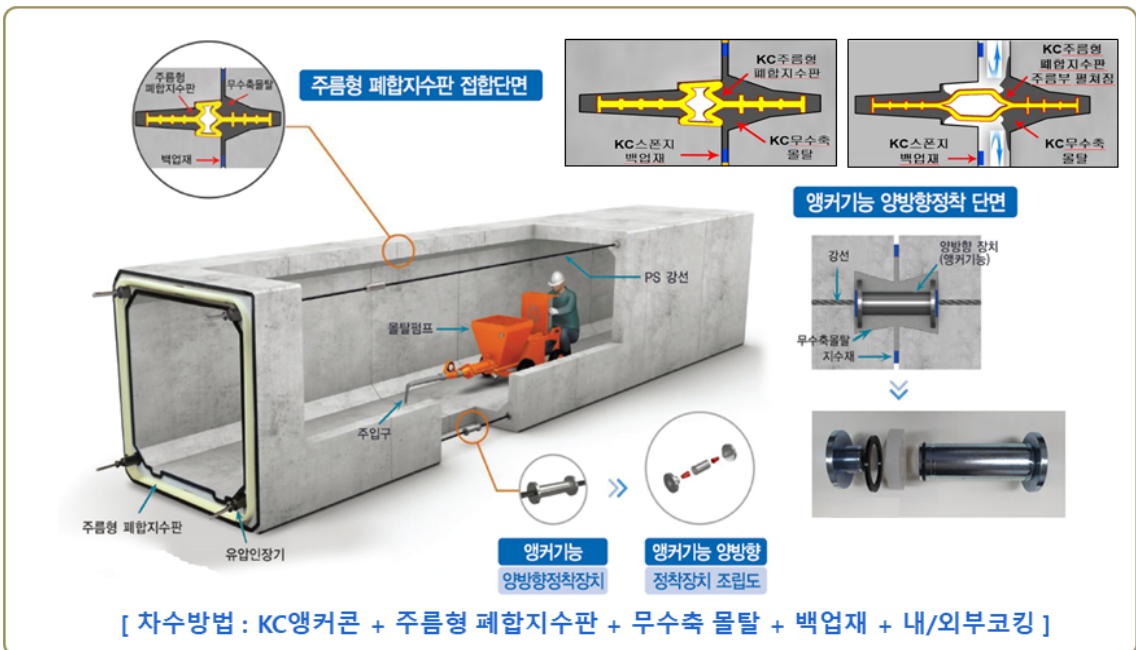 주름형 폐합지수판 접합단면
주름형
폐합지수판
무수축몰탈
백업재
KC주름형
폐합지수판
KC스폰지
백업재
KC무수축
몰탈
KC주름형
폐합지수판
주름부 펼쳐짐
KC스폰지
백업재
KC무수축
몰탈
앵커기능 양방향정착 단면
강선
양방향 장치
(앵커기능)
무수축몰탈
지수재
PS 강선
몰탈펌프
주입구
주름형 폐합지수판
유압인장기
앵커기능
양방향정착장치
앵커기능 양방향
정착장치 조립도
[ 차수방법 : KC앵커콘 + 주름형 폐합지수판 + 무수축 몰탈 + 백업재 + 내/외부코킹 ]